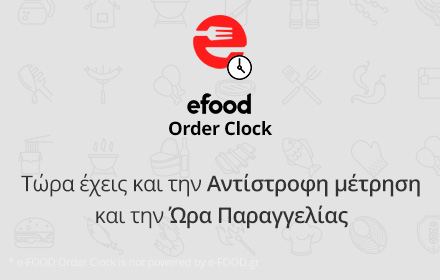 efood
Order Clock
Τώρα έχεις και την Αντίστροφη μέτρηση
και την Ώρα Παραγγελίας
* e-FOOD Order Clock is not powered by e-FOOD.gr